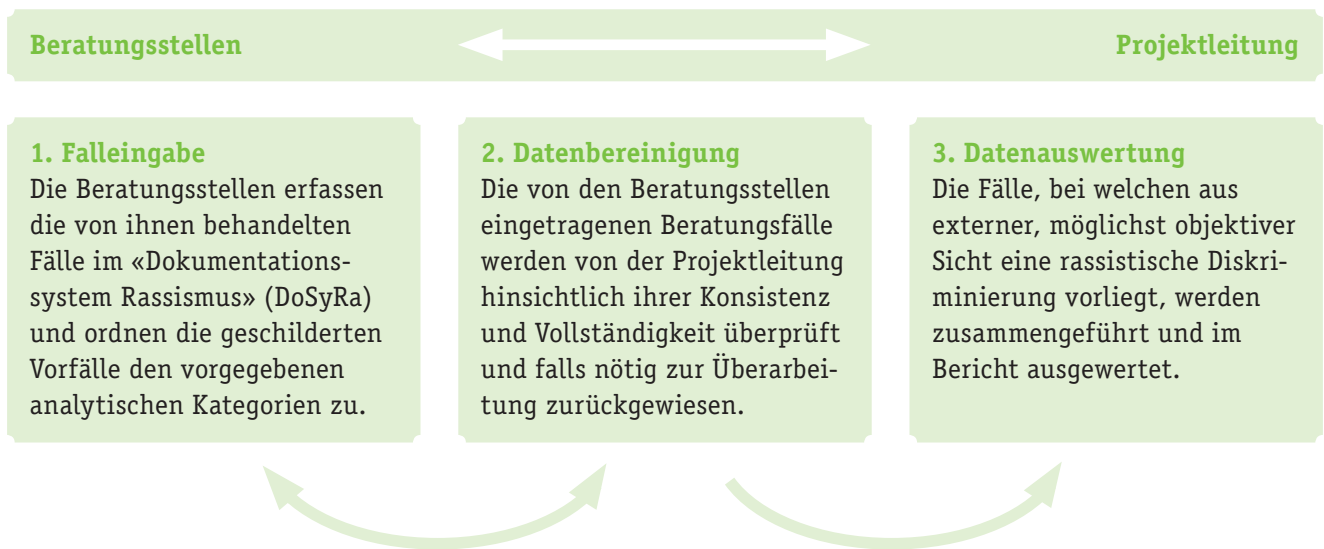 Beratungsstellen
Projektleitung
1. Falleingabe
Die Beratungsstellen erfassen
die von ihnen behandelten
Fälle im «Dokumentations-
system Rassismus» (DoSyRa)
und ordnen die geschilderten
Vorfälle den vorgegebenen
analytischen Kategorien zu.
2. Datenbereinigung
Die von den Beratungsstellen
eingetragenen Beratungsfälle
werden von der Projektleitung
hinsichtlich ihrer Konsistenz
und Vollständigkeit überprüft
und falls nötig zur Überarbei-
tung zurückgewiesen.
3. Datenauswertung
Die Fälle, bei welchen aus
externer, möglichst objektiver
Sicht eine rassistische Diskri-
minierung vorliegt, werden
zusammengeführt und im
Bericht ausgewertet.